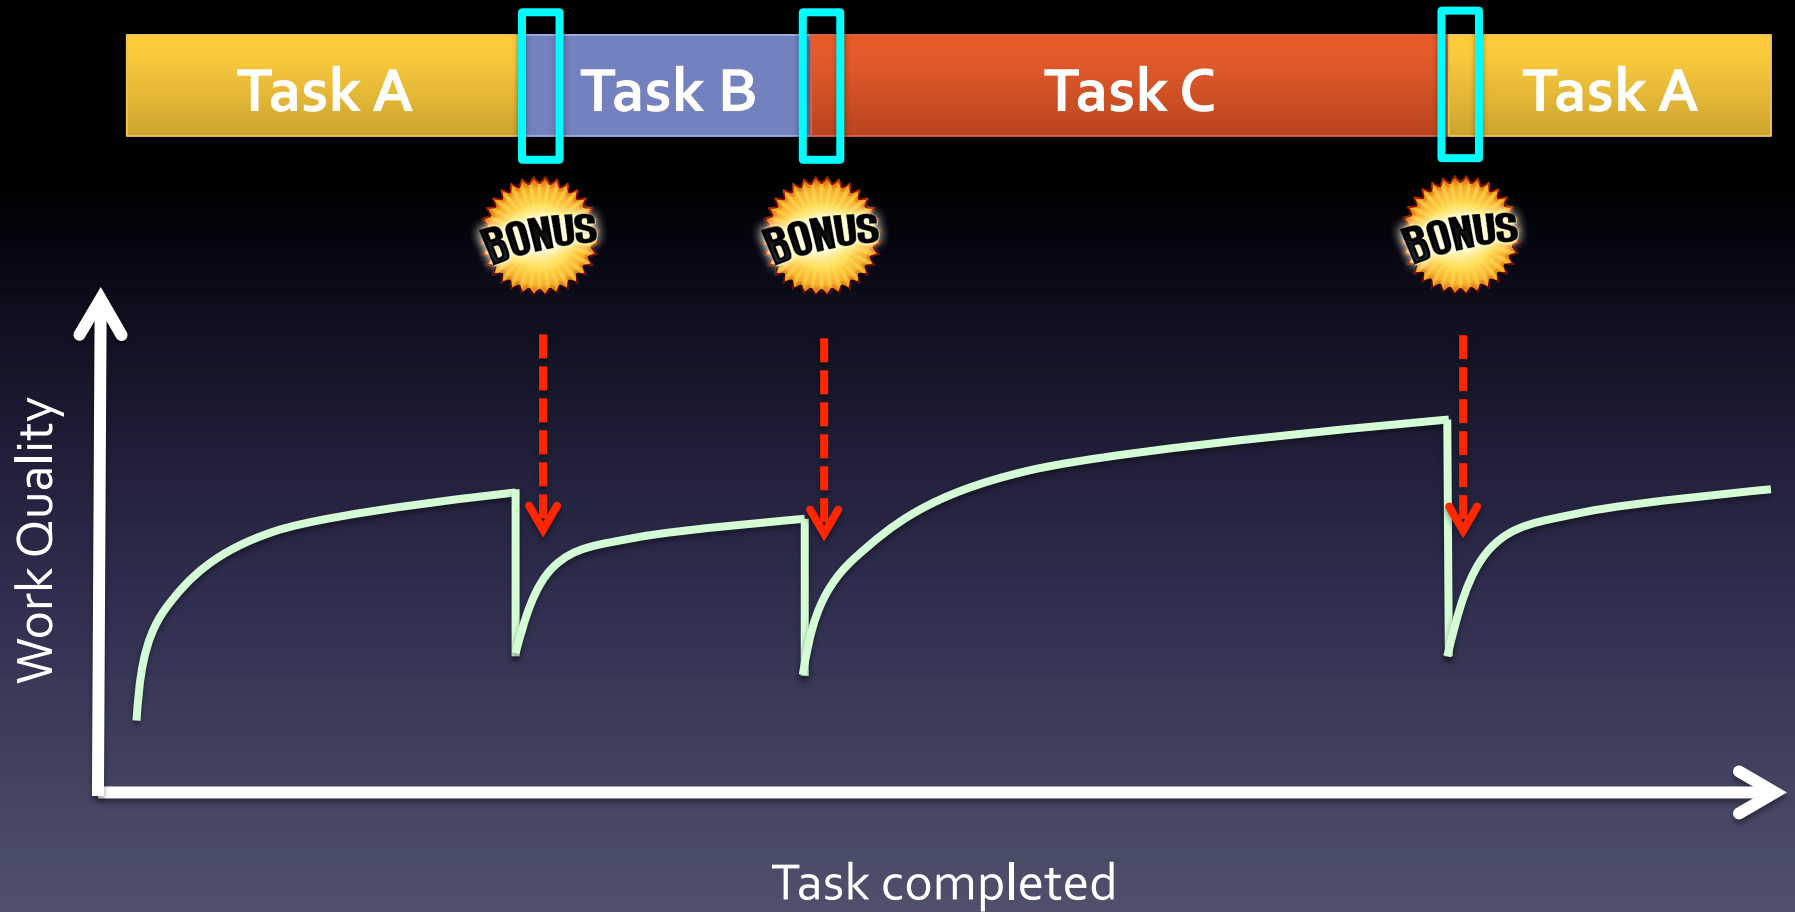 Task A
Task B
Task C
Task A
BONUS
BONUS
BONUS
Work Quality
Task completed